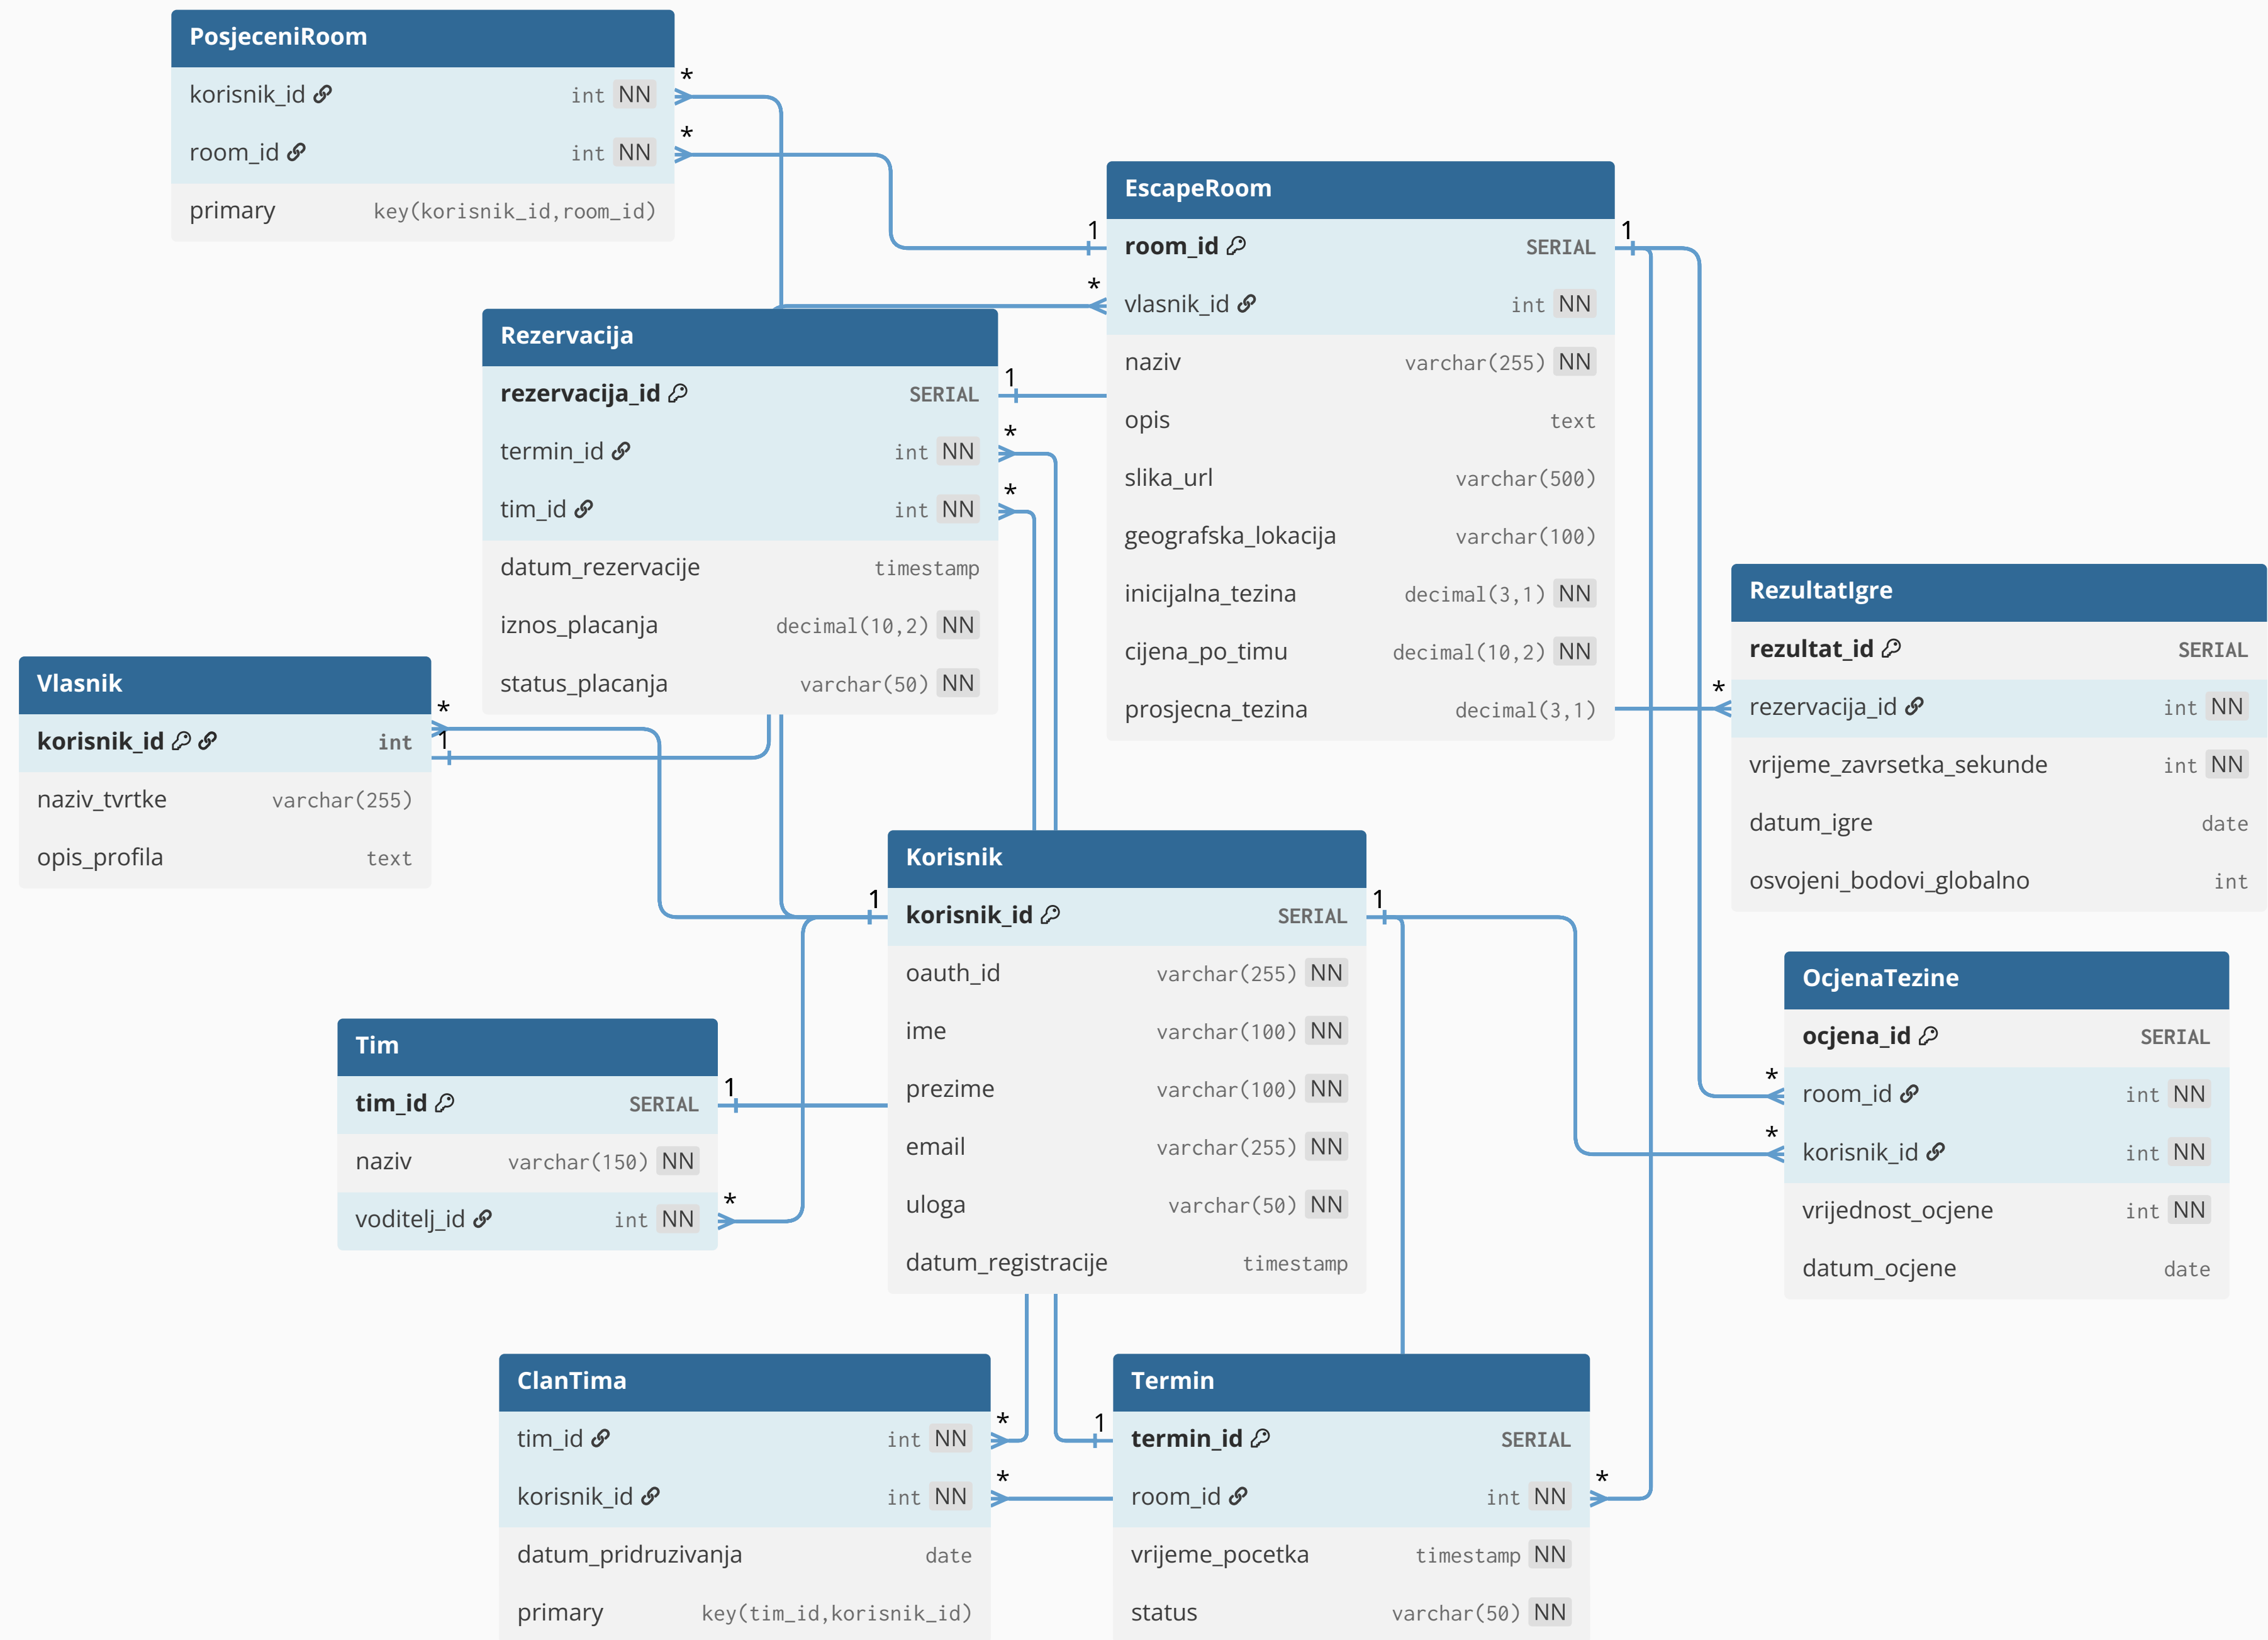 PosjeceniRoom
korisnik_id int NN *
room_id int NN *
primary key(korisnik_id,room_id)
EscapeRoom
1 room_id SERIAL 1
* vlasnik_id int NN
naziv varchar(255) NN
opis text
slika_url varchar(500)
geografska_lokacija varchar(100)
inicijalna_tezina decimal(3,1) NN
cijena_po_timu decimal(10,2) NN
prosjecna_tezina decimal(3,1)
Rezervacija
rezervacija_id SERIAL 1
termin_id int NN *
tim_id int NN *
datum_rezervacije timestamp
iznos_placanja decimal(10,2) NN
status_placanja varchar(50) NN
RezultatIgre
rezultat_id SERIAL
* rezervacija_id int NN
vrijeme_zavrsetka_sekunde int NN
datum_igre date
osvojeni_bodovi_globalno int
Vlasnik
*
korisnik_id int 1
naziv_tvrtke varchar(255)
opis_profila text
Korisnik
1 korisnik_id SERIAL 1
oauth_id varchar(255) NN
ime varchar(100) NN
prezime varchar(100) NN
email varchar(255) NN
uloga varchar(50) NN
datum_registracije timestamp
OcjenaTezine
ocjena_id SERIAL
* room_id int NN
* korisnik_id int NN
vrijednost_ocjene int NN
datum_ocjene date
Tim
tim_id SERIAL 1
naziv varchar(150) NN
voditelj_id int NN *
ClanTima
tim_id int NN *
korisnik_id int NN *
datum_pridruzivanja date
primary key(tim_id,korisnik_id)
Termin
1 termin_id SERIAL
room_id int NN *
vrijeme_pocetka timestamp NN
status varchar(50) NN